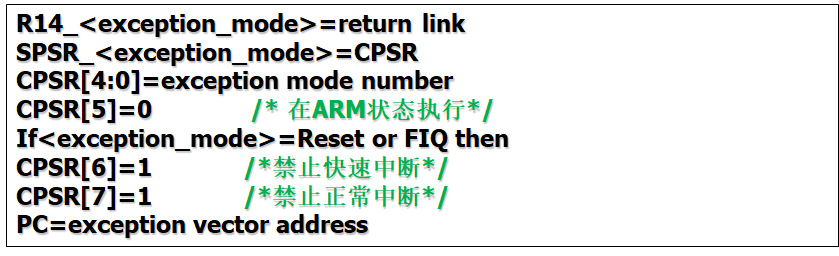 R14_<exception_mode>=return link
SPSR_<exception_mode>=CPSR
CPSR[4:0]=exception mode number
CPSR[5]=0 /* 在ARM状态执行*/
If<exception_mode>=Reset or FIQ then
CPSR[6]=1 /*禁止快速中断*/
CPSR[7]=1 /*禁止正常中断*/
PC=exception vector address